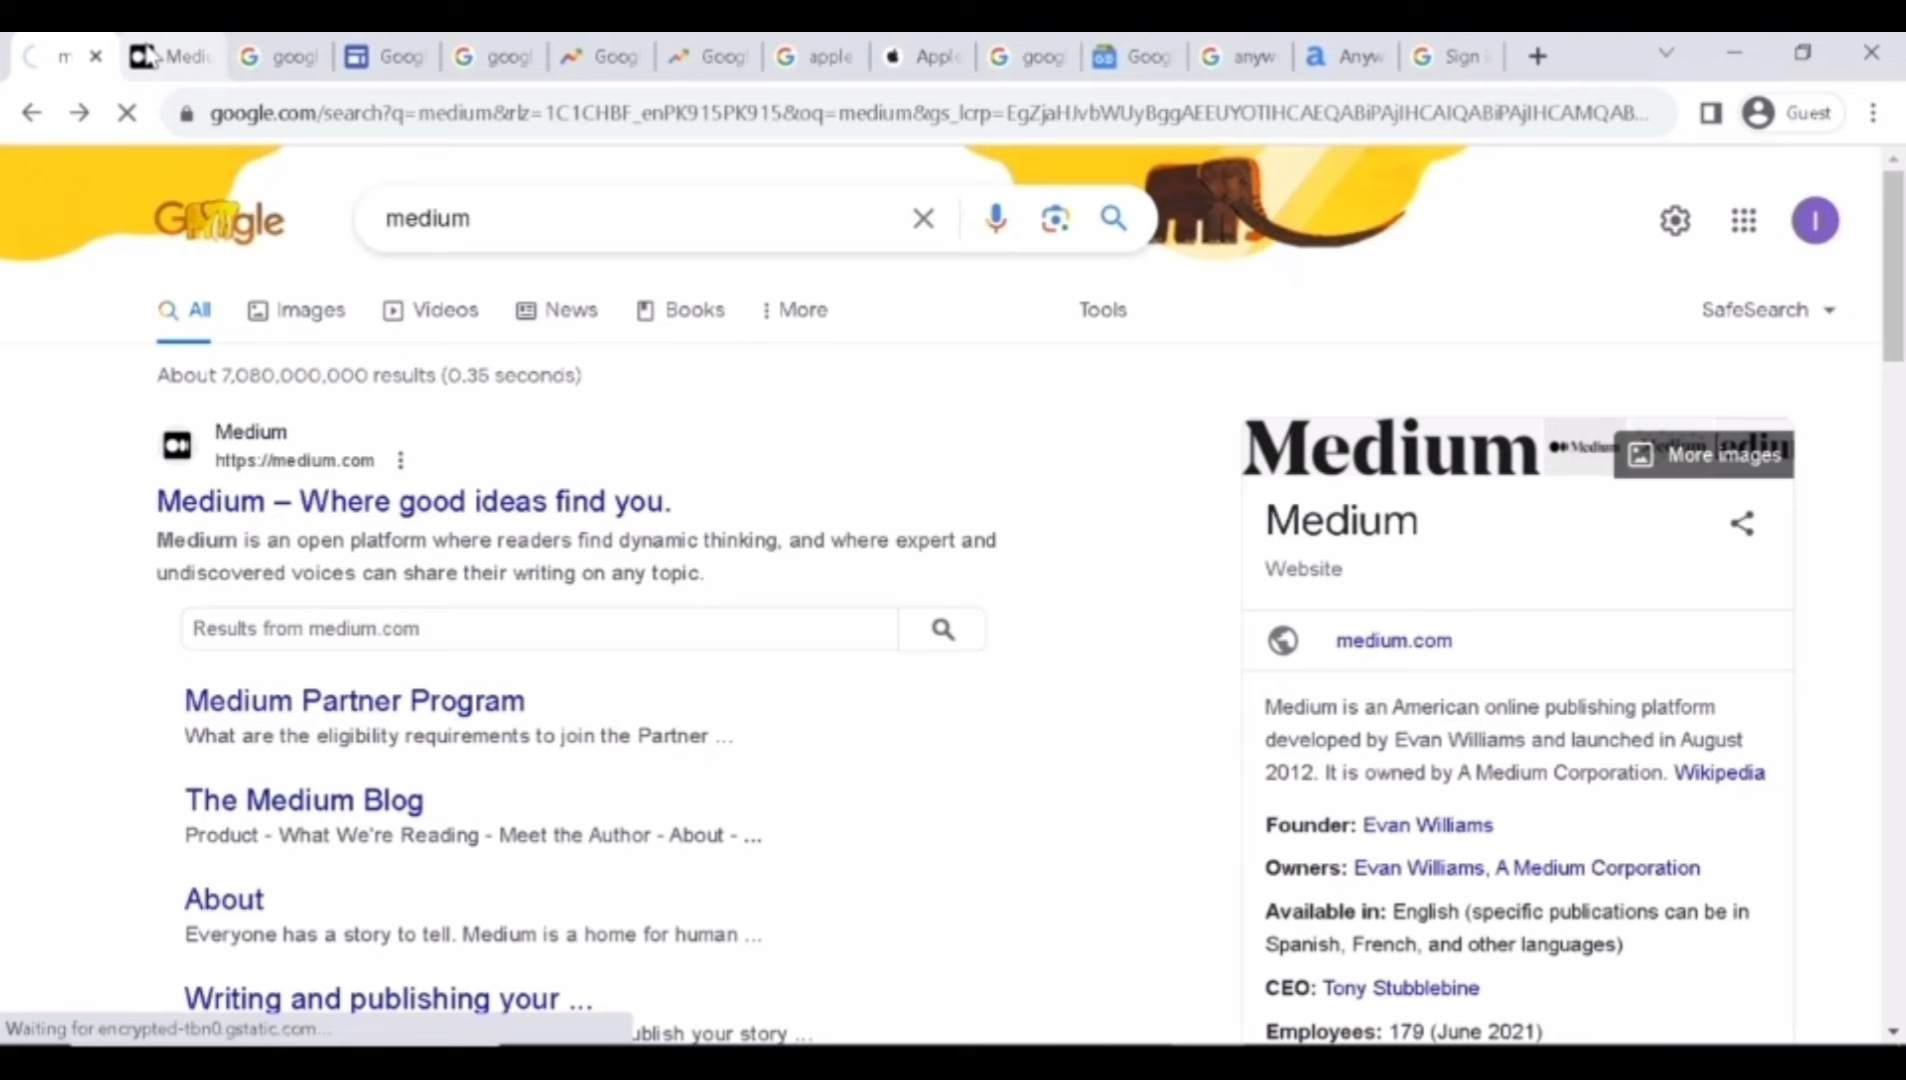 m
Mediu
googl
Googl
googl
Googl
Googl
apple
Apple
googl
Goog
anyw
Anyw
Sign i
google.com/search?q=medium&rlz=1C1CHBF_enPK915PK915&oq=medium&gs_lcrp=EgZjaHJvbWUyBggAEEUYOTIHCAEQABiPAjIHCAIQABiPAjIHCAMQAB...
Guest
Google
medium
I
All
Images
Videos
News
Books
More
Tools
SafeSearch
About 7,080,000,000 results (0.35 seconds)
Medium
https://medium.com
Medium – Where good ideas find you.
Medium is an open platform where readers find dynamic thinking, and where expert and
undiscovered voices can share their writing on any topic.
Results from medium.com
Medium Partner Program
What are the eligibility requirements to join the Partner ...
The Medium Blog
Product - What We're Reading - Meet the Author - About - ...
About
Everyone has a story to tell. Medium is a home for human ...
Writing and publishing your ...
ublish your story ...
Waiting for encrypted-tbn0.gstatic.com...
Medium
Medium
More images
Medium
Website
medium.com
Medium is an American online publishing platform
developed by Evan Williams and launched in August
2012. It is owned by A Medium Corporation. Wikipedia
Founder: Evan Williams
Owners: Evan Williams, A Medium Corporation
Available in: English (specific publications can be in
Spanish, French, and other languages)
CEO: Tony Stubblebine
Employees: 179 (June 2021)